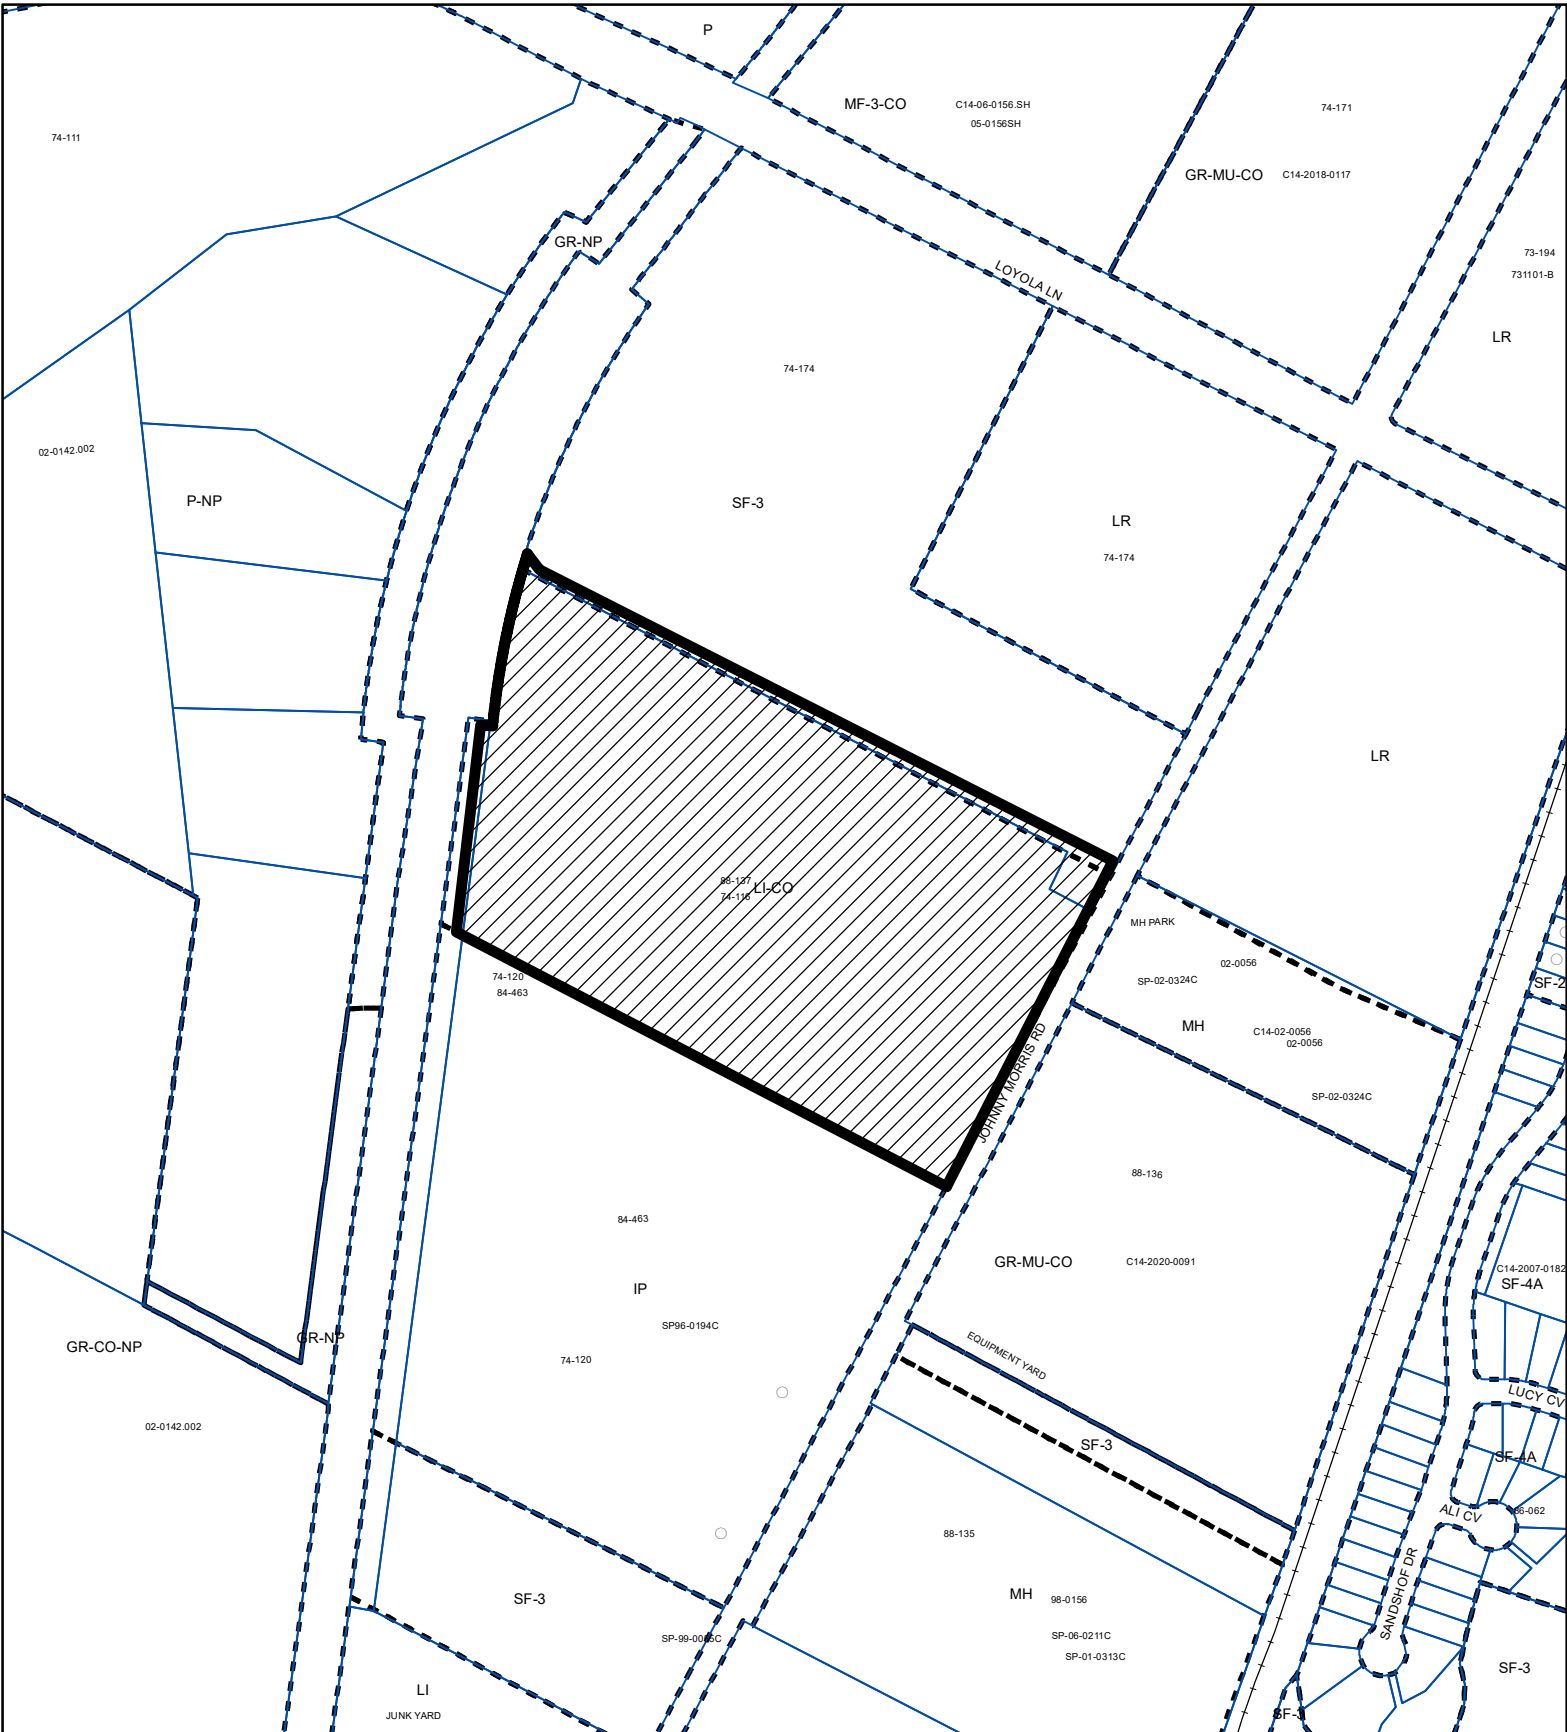 P
MF-3-CO
C14-06-0156.SH
05-0156SH
74-171
74-111
GR-MU-CO
C14-2018-0117
GR-NP
73-194
731101-B
LOYOLA LN
LR
74-174
02-0142.002
P-NP
SF-3
LR
74-174
LR
88-137
LI-CO
MH PARK
02-0056
SP-02-0324C
74-120
84-463
SF-2
MH
C14-02-0056
02-0056
JOHNNY MORRIS RD
SP-02-0324C
88-136
84-463
GR-MU-CO
C14-2020-0091
C14-2007-0182
SF-4A
IP
SP96-0194C
GR-NP
GR-CO-NP
EQUIPMENT YARD
74-120
LUCY CV
02-0142.002
SF-3
SF-4A
ALI CV
88-135
SF-3
MH
98-0156
SANDSHOF DR
SP-06-0211C
SP-01-0313C
SF-3
LI
JUNK YARD
SF-3